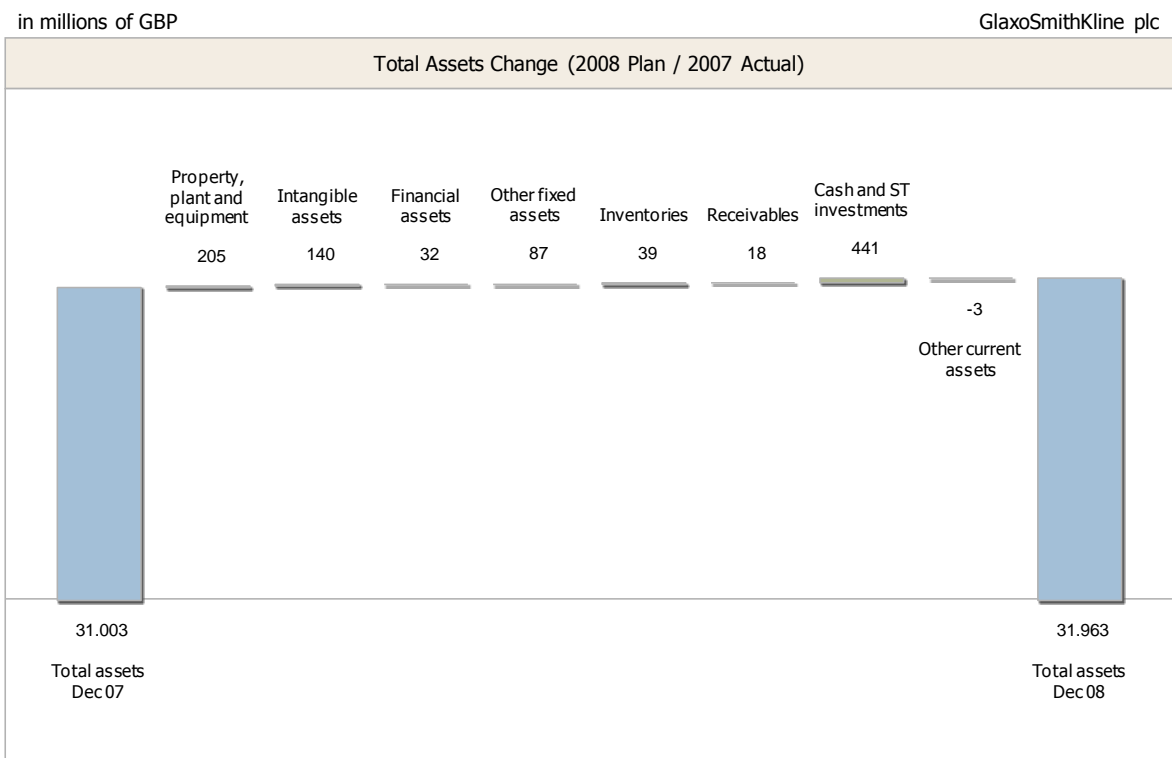 in millions of GBP
GlaxoSmithKline plc
Total Assets Change (2008 Plan / 2007 Actual)
Property,
plant and
equipment
205
Intangible
assets
140
Financial
assets
32
Other fixed
assets
87
Inventories
39
Receivables
18
Cash and ST
investments
441
-3
Other current
assets
31.003
Total assets
Dec 07
31.963
Total assets
Dec 08